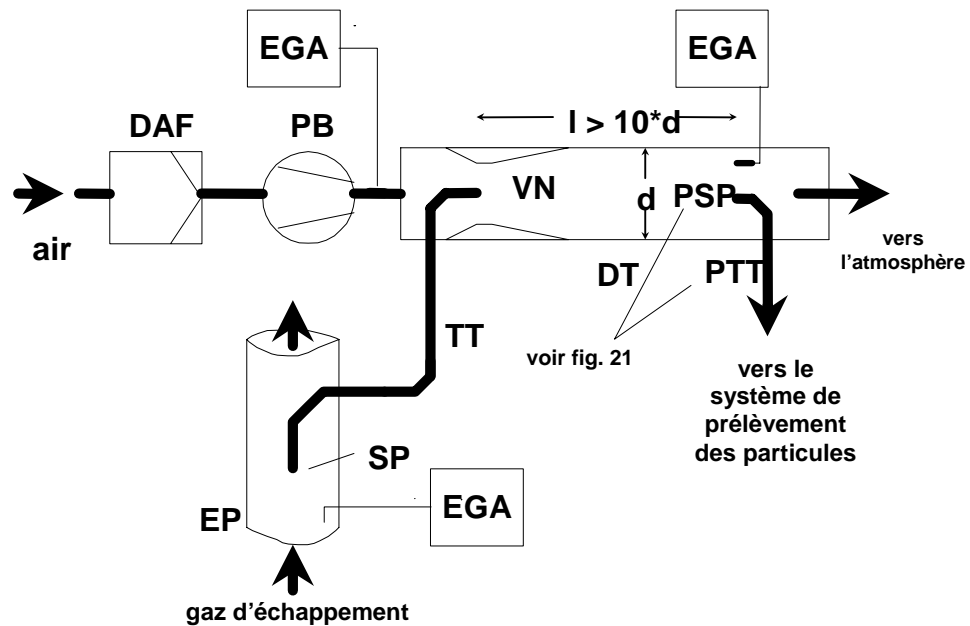 EGA
EGA
DAF
PB
l > 10*d
VN
d
PSP
air
vers
l’atmosphère
DT
PTT
TT
voir fig. 21
vers le
système de
prélèvement
des particules
SP
EP
EGA
gaz d’échappement